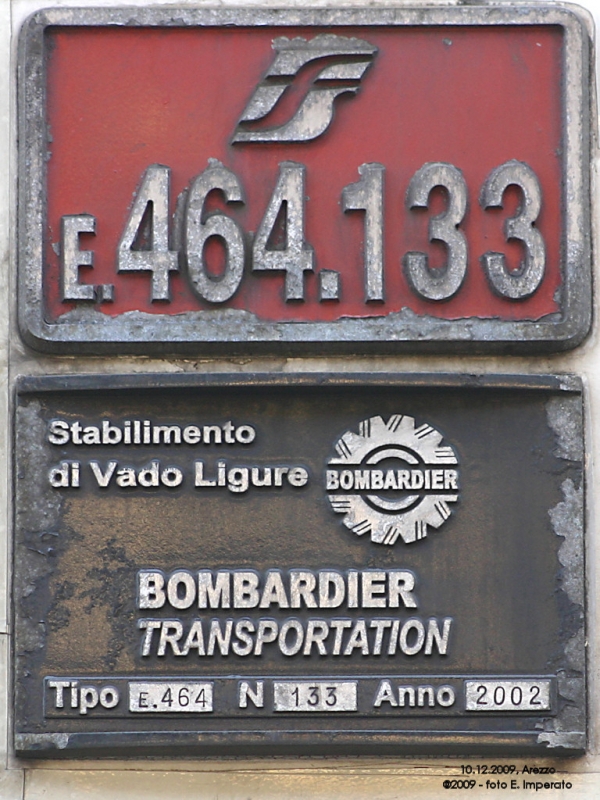 E.464.133
Stabilimento
di Vado Ligure
BOMBARDIER
BOMBARDIER
TRANSPORTATION
Tipo E.464 N 133 Anno 2002
10.12.2009, Arezzo
©2009 - foto E. Imperato